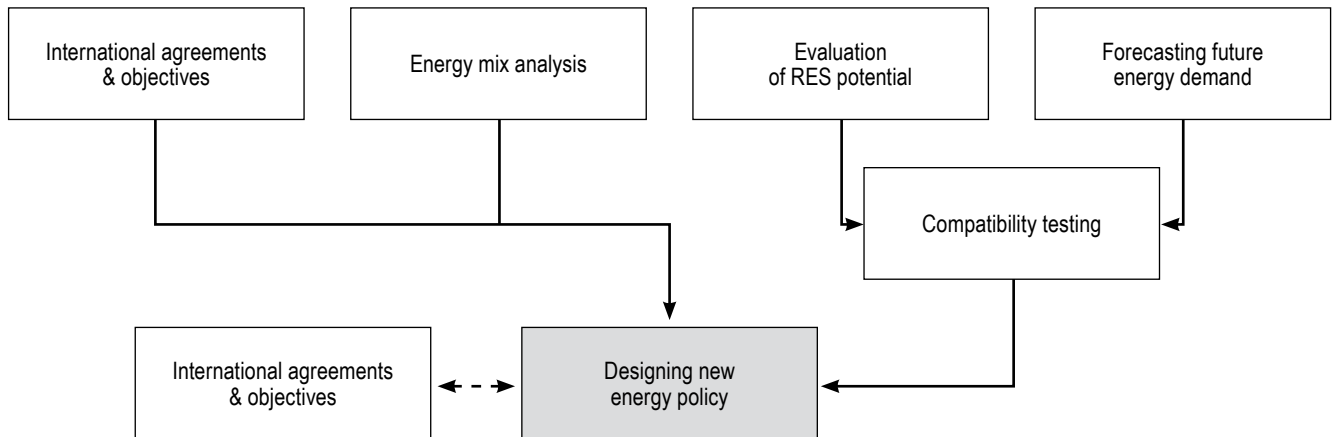 International agreements
& objectives
Energy mix analysis
Evaluation
of RES potential
Forecasting future
energy demand
Compatibility testing
International agreements
& objectives
Designing new
energy policy